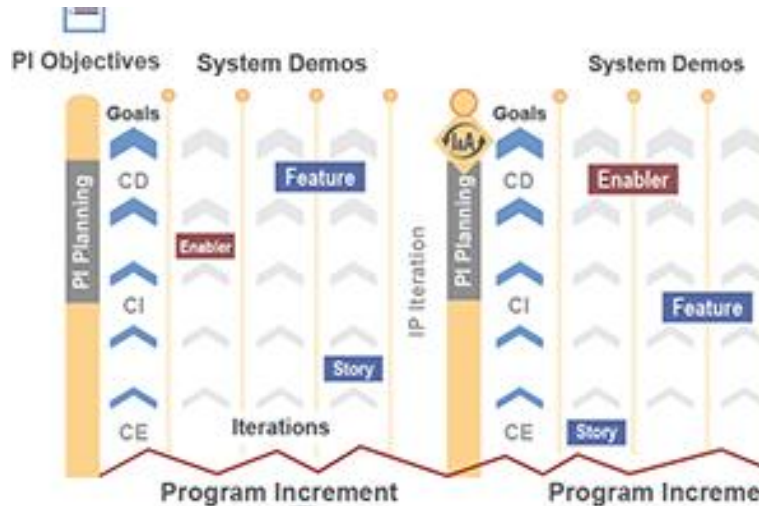 PI Objectives
System Demos
System Demos
Goals
Goals
I&A
CD
Feature
CD
Enabler
PI Planning
Enabler
IP Iteration
PI Planning
CI
CI
Feature
Story
CE
Iterations
CE
Story
Program Increment
Program Increme